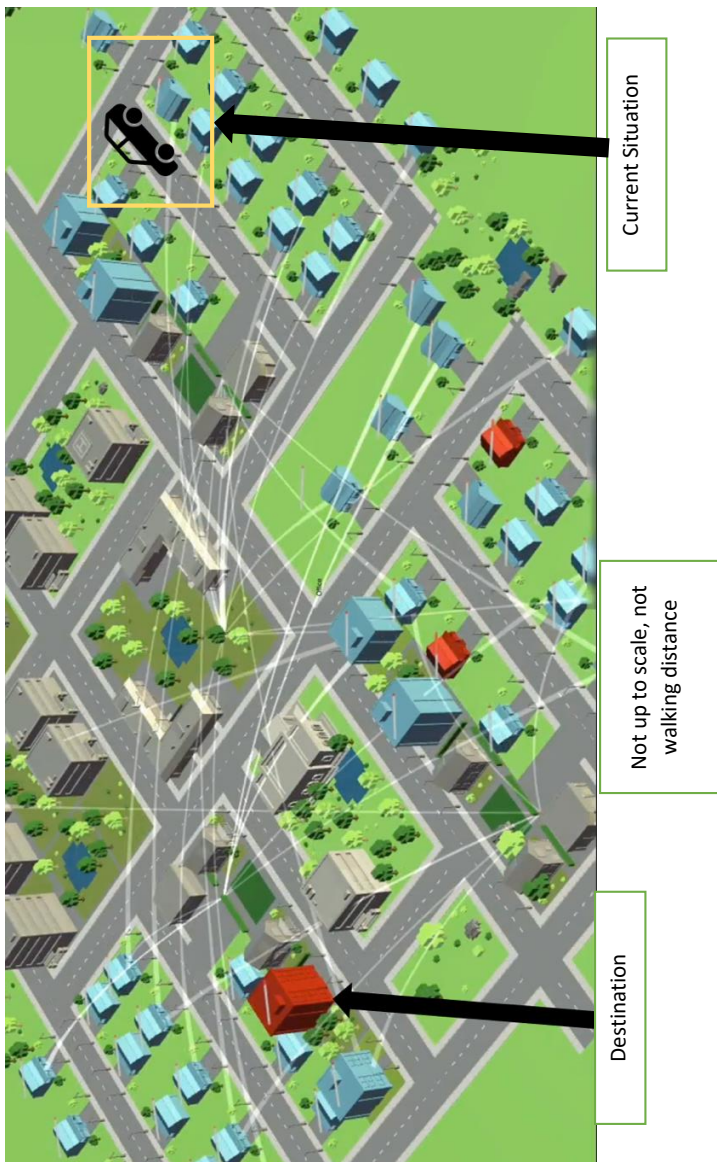 Destination
Not up to scale, not
walking distance
Current Situation